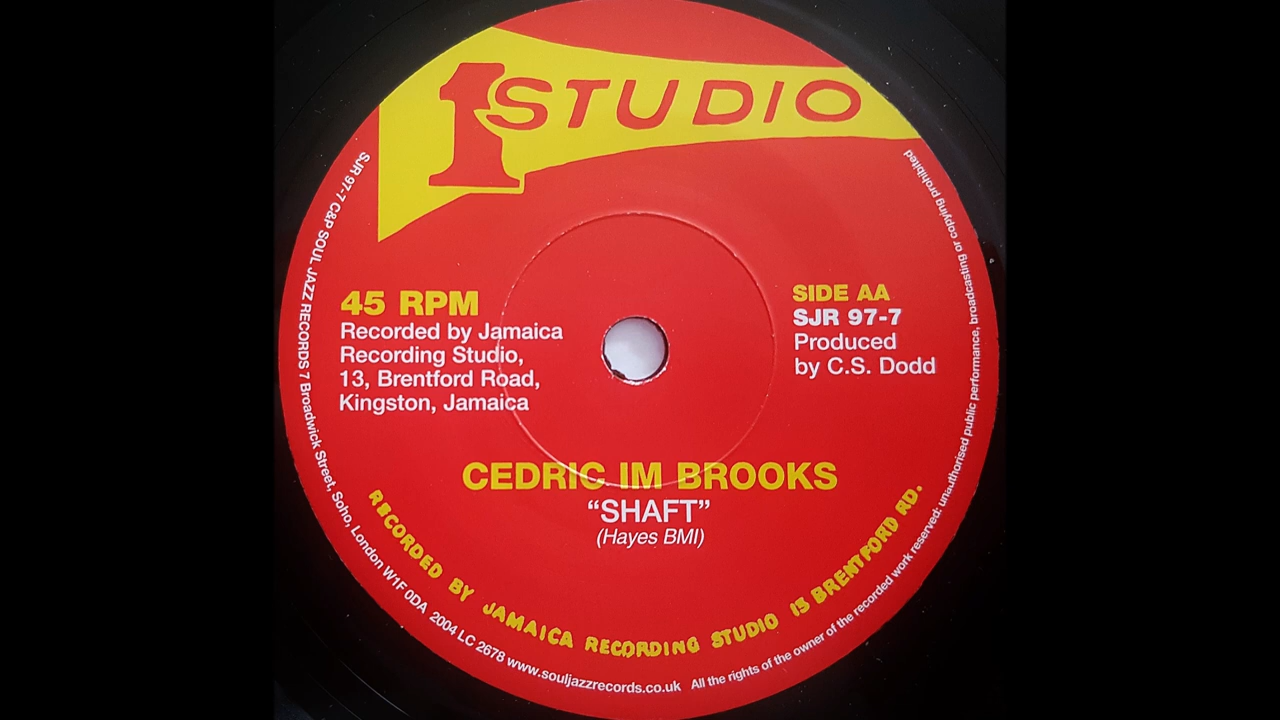 1 STUDIO
45 RPM
Recorded by Jamaica
Recording Studio,
13, Brentford Road,
Kingston, Jamaica
SIDE AA
SJR 97-7
Produced
by C.S. Dodd
CEDRIC IM BROOKS
“SHAFT”
(Hayes BMI)
RECORDED BY JAMAICA RECORDING STUDIO 13 BRENTFORD RD.
SJR 97-7 C&P SOUL JAZZ RECORDS 7 Broadwick Street, Soho, London W1F 0DA 2004 LC 2678 www.souljazzrecords.co.uk All the rights of the owner of the recorded work reserved: unauthorised public performance, broadcasting or copying prohibited